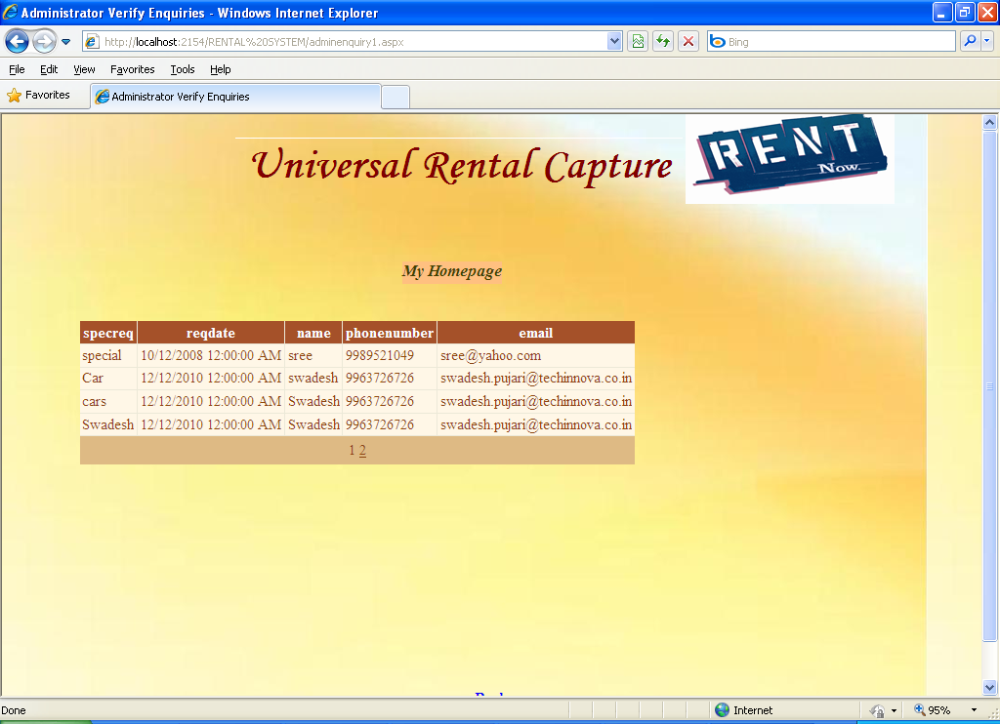 Administrator Verify Enquiries - Windows Internet Explorer
http://localhost:2154/RENTAL%20SYSTEM/adminenquiry1.aspx
Bing
File Edit View Favorites Tools Help
Favorites Administrator Verify Enquiries
RENT
Now.
Universal Rental Capture
My Homepage
specreq reqdate name phonenumber email
special 10/12/2008 12:00:00 AM sree 9989521049 sree@yahoo.com
Car 12/12/2010 12:00:00 AM swadesh 9963726726 swadesh.pujari@techinnova.co.in
cars 12/12/2010 12:00:00 AM Swadesh 9963726726 swadesh.pujari@techinnova.co.in
Swadesh 12/12/2010 12:00:00 AM Swadesh 9963726726 swadesh.pujari@techinnova.co.in
1 2
Done Internet 95%